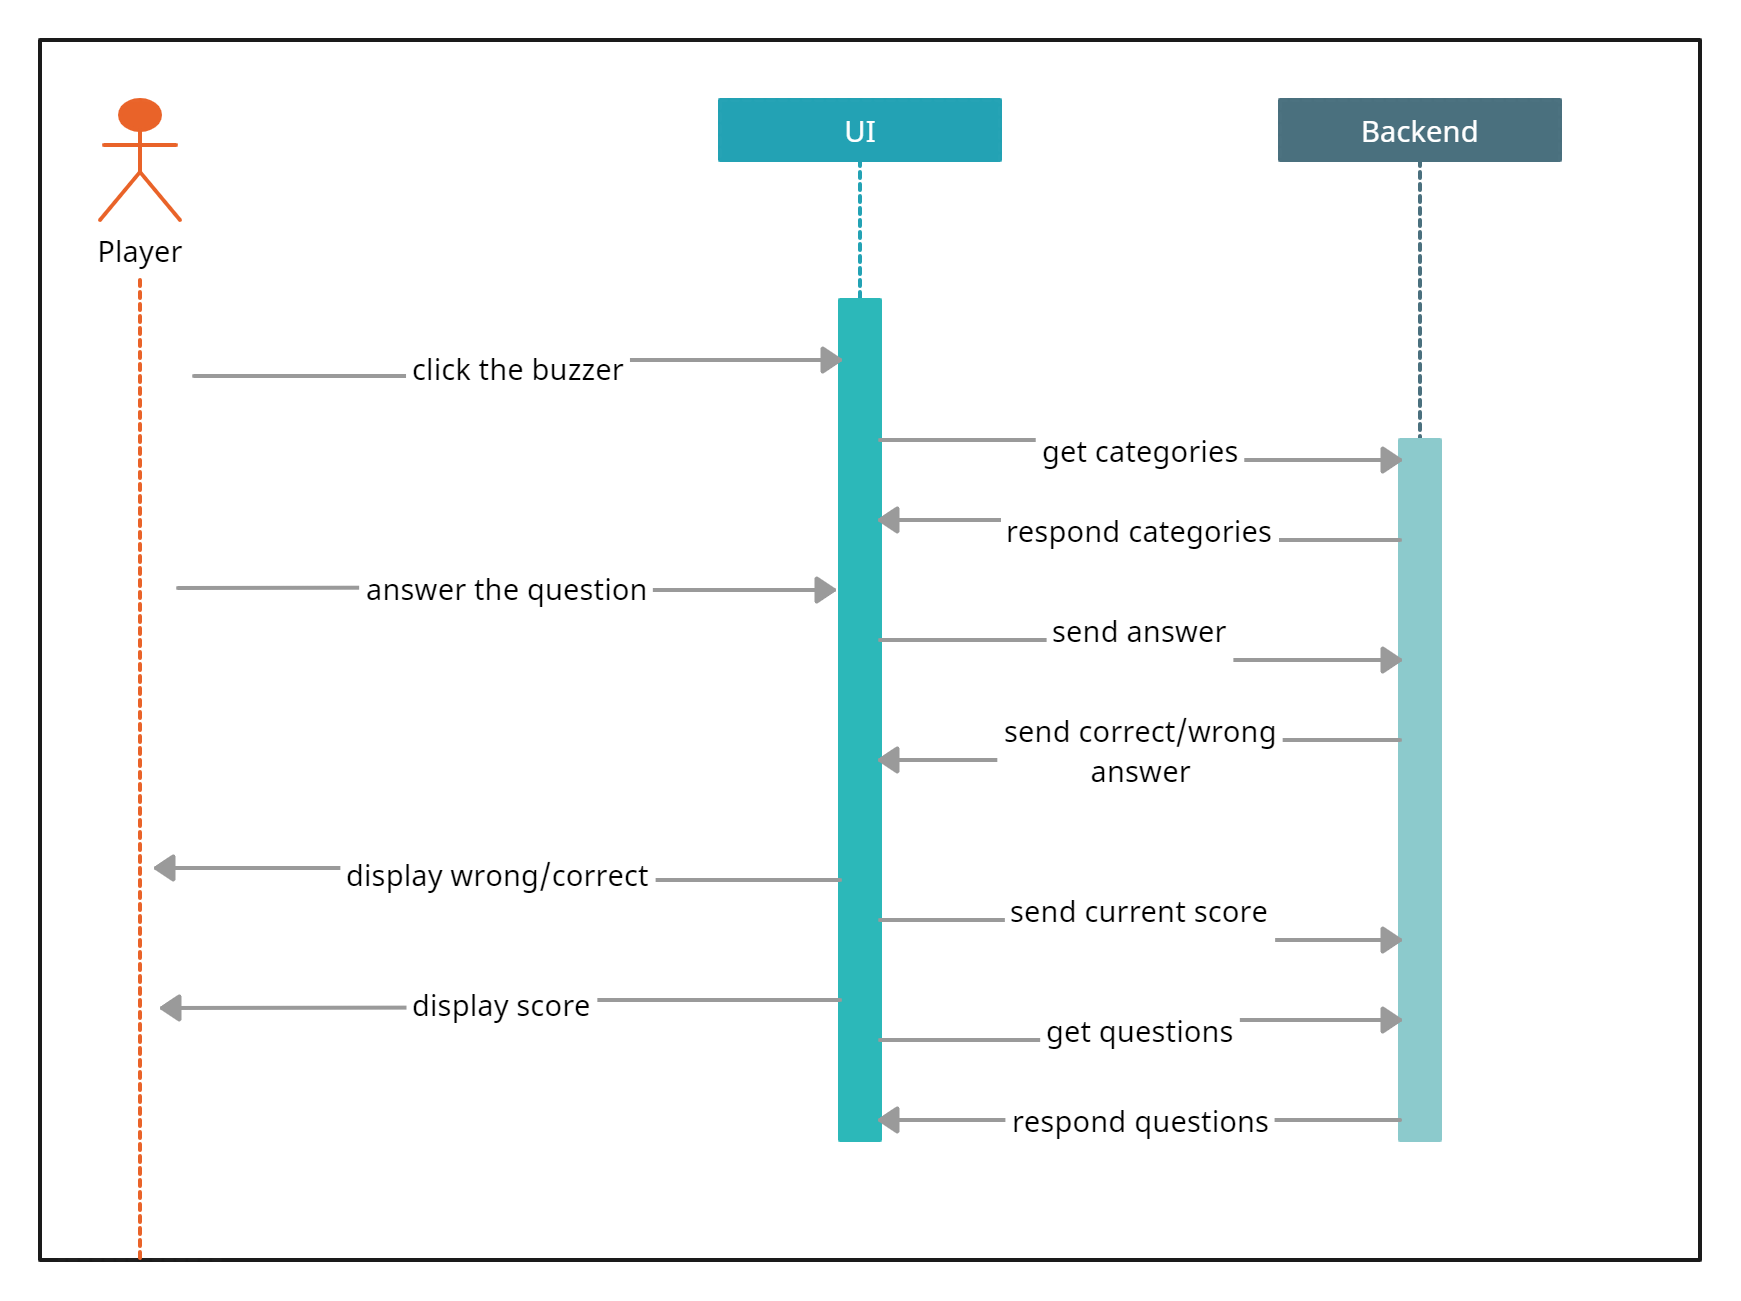 UI
Backend
Player
click the buzzer
get categories
respond categories
answer the question
send answer
send correct/wrong
answer
display wrong/correct
send current score
display score
get questions
respond questions